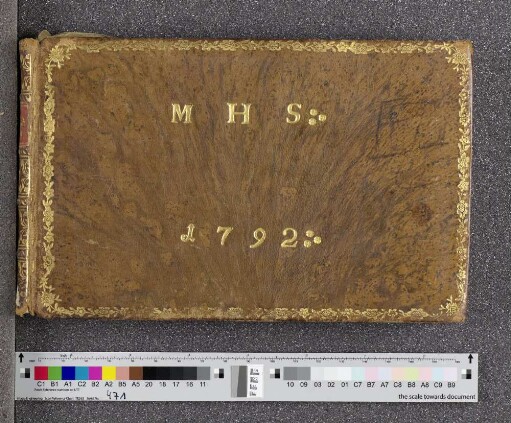 M H S
1792
C1 B1 A1 C2 B2 A2 B5 A5 20 18 17 16 11
10 09 03 02 01 C7 B7 A7 C8 B8 A8 C9 B9
471
the scale towards document